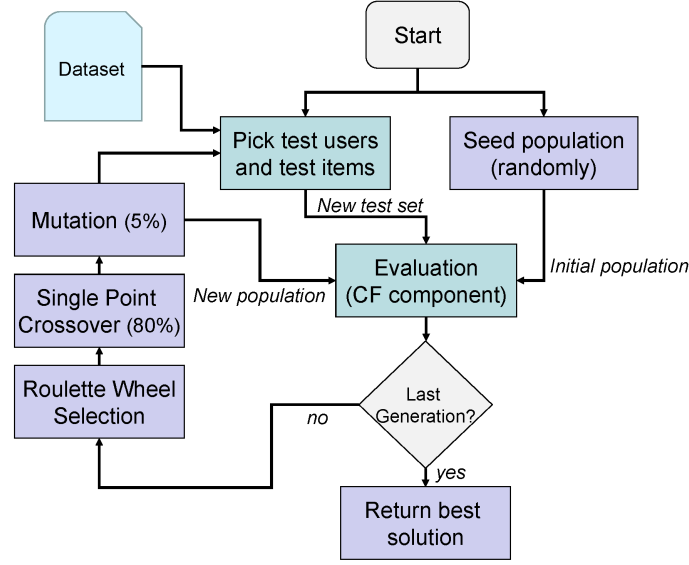 Start
Dataset
Pick test users
and test items
Seed population
(randomly)
New test set
Mutation (5%)
Evaluation
(CF component)
Initial population
New population
Single Point
Crossover (80%)
Roulette Wheel
Selection
Last
Generation?
no
yes
Return best
solution